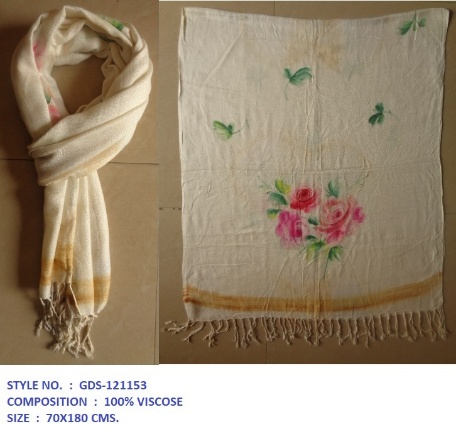 STYLE NO. : GDS-121153
COMPOSITION : 100% VISCOSE
SIZE : 70X180 CMS.